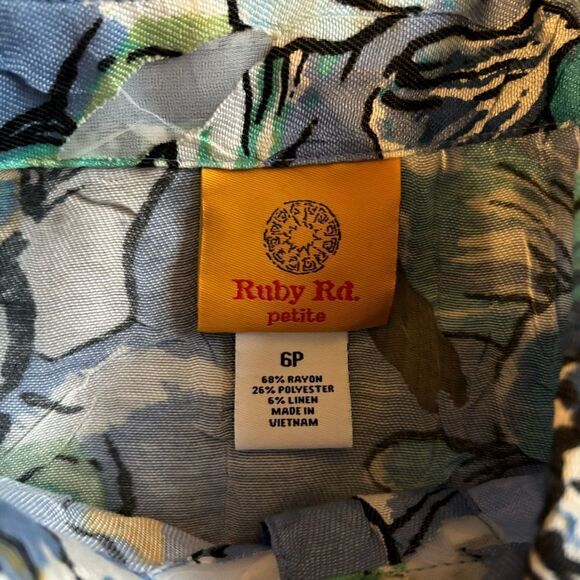 Ruby Rd.
petite
6P
68% RAYON
26% POLYESTER
6% LINEN
MADE IN
VIETNAM